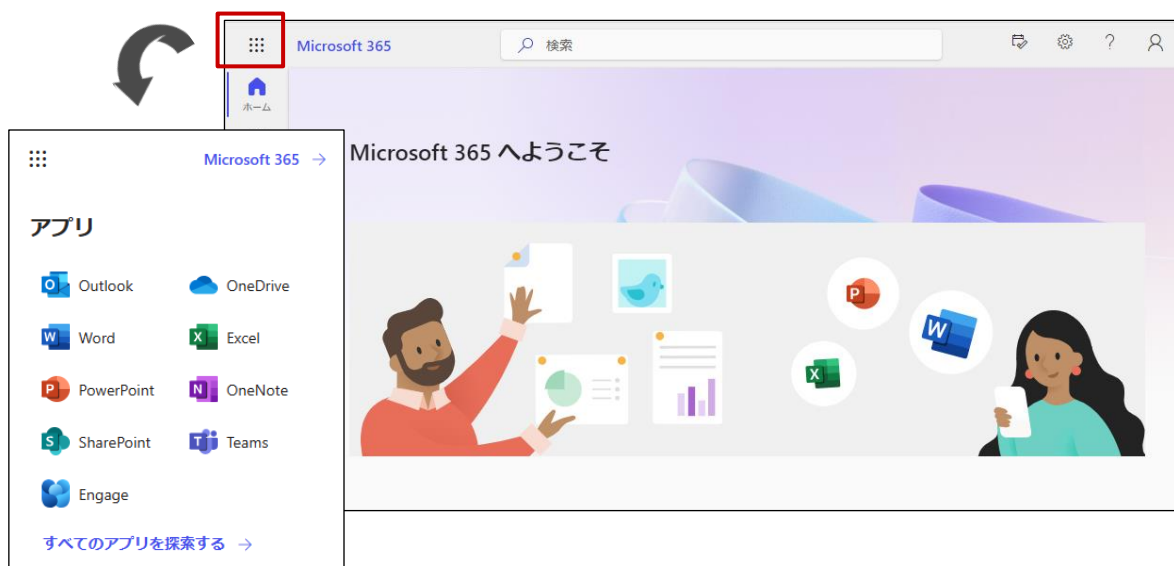 Microsoft 365
検索
ホーム
Microsoft 365 へようこそ
Microsoft 365 →
アプリ
Outlook
OneDrive
Word
Excel
PowerPoint
OneNote
SharePoint
Teams
Engage
すべてのアプリを探索する →